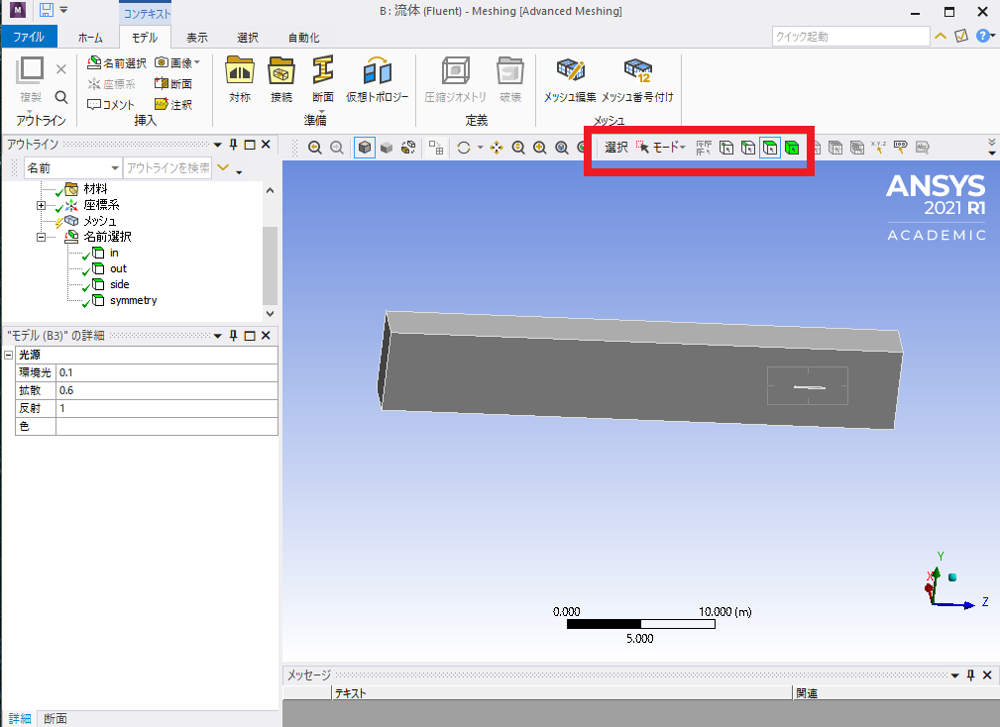 B: 流体 (Fluent) - Meshing [Advanced Meshing]
コンテキスト
ファイル ホーム モデル 表示 選択 自動化
クイック起動
複製
アウトライン
名前選択 画像
座標系 断面
コメント 注釈
挿入
対称 接続 断面 仮想トポロジー
準備
圧縮ジオメトリ 破壊
定義
メッシュ編集 メッシュ番号付け
メッシュ
アウトライン
名前 アウトラインを検索
材料
座標系
メッシュ
名前選択
in
out
side
symmetry
"モデル (B3)" の詳細
光源
環境光 0.1
拡散 0.6
反射 1
色
詳細 断面
選択 モード
ANSYS
2021 R1
ACADEMIC
Y
X
Z
0.000 10.000 (m)
5.000
メッセージ
テキスト 関連